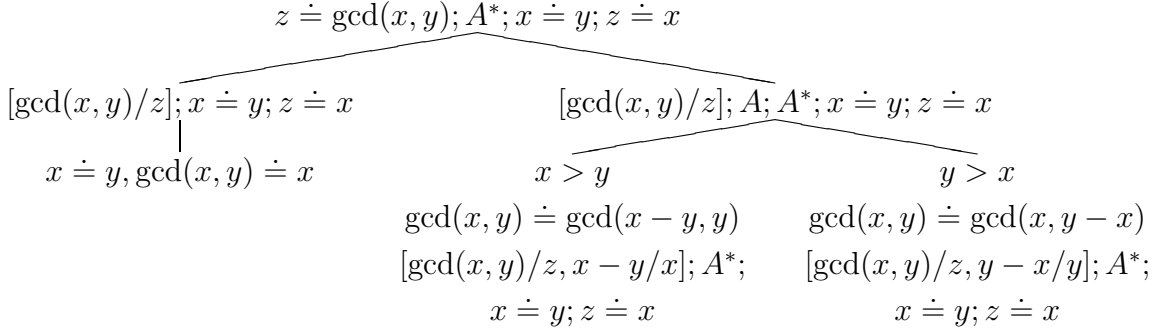 z ≐ gcd(x, y); A*; x ≐ y; z ≐ x
[gcd(x, y)/z]; x ≐ y; z ≐ x
[gcd(x, y)/z]; A; A*; x ≐ y; z ≐ x
x ≐ y, gcd(x, y) ≐ x
x > y
y > x
gcd(x, y) ≐ gcd(x − y, y)
gcd(x, y) ≐ gcd(x, y − x)
[gcd(x, y)/z, x − y/x]; A*;
[gcd(x, y)/z, y − x/y]; A*;
x ≐ y; z ≐ x
x ≐ y; z ≐ x